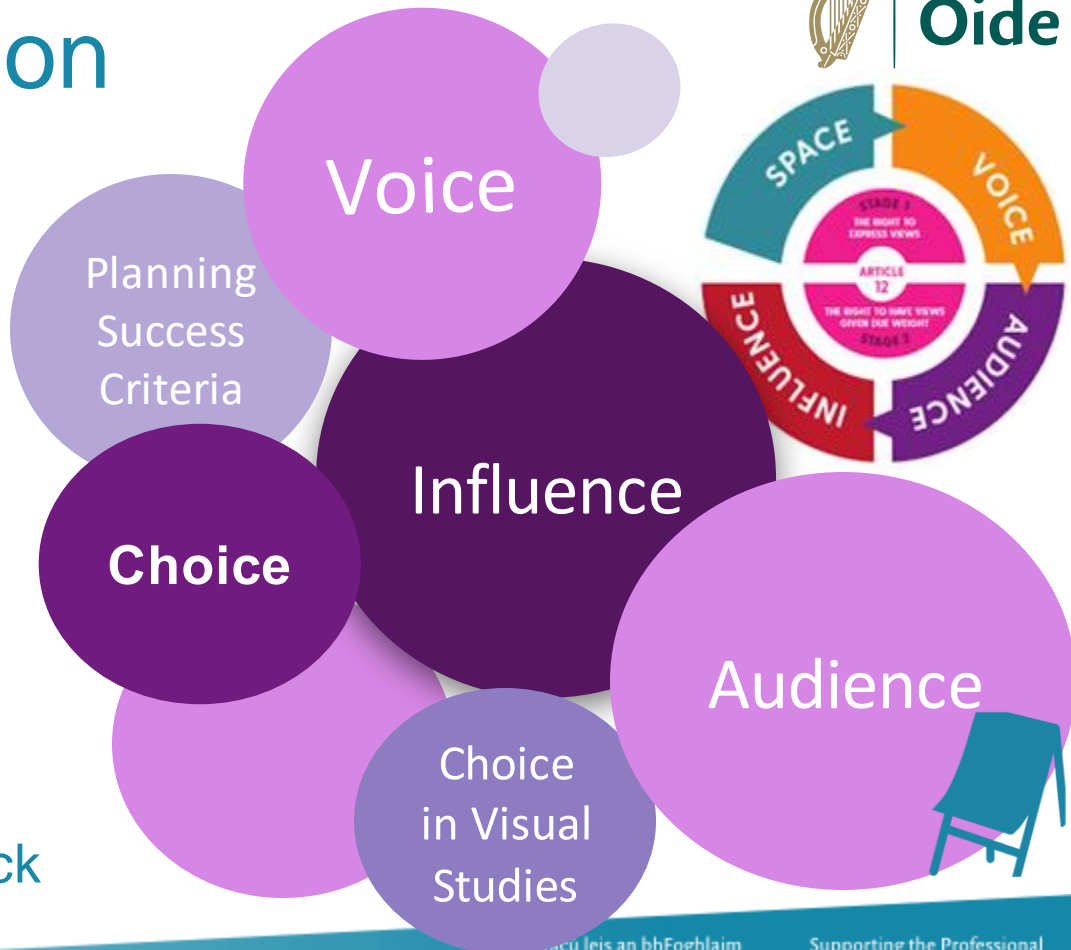 on
Oide
Voice
SPACE
VOICE
STAGE 1
THE RIGHT TO
EXPRESS VIEWS
ARTICLE
12
THE RIGHT TO HAVE VIEWS
GIVEN DUE WEIGHT
STAGE 2
INFLUENCE
AUDIENCE
Planning
Success
Criteria
Influence
Choice
Audience
Choice
in Visual
Studies
ck
leis an bhFoghlaim
Supporting the Professional